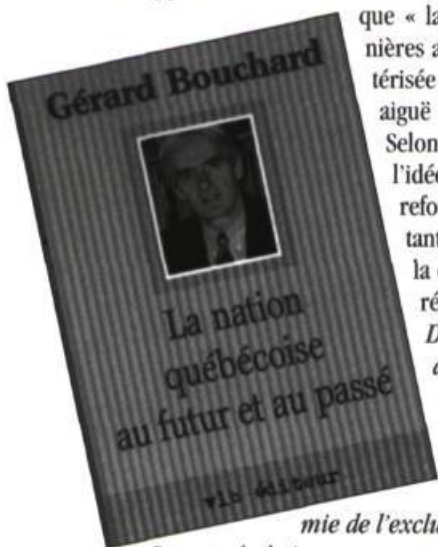 Gérard Bouchard
La nation
québécoise
au futur et au passé
vlb éditeur
que « la
nières a
térisée
aiguë
Selon
l'idée
refo
tant
la
ré
D
mie de l'exclu